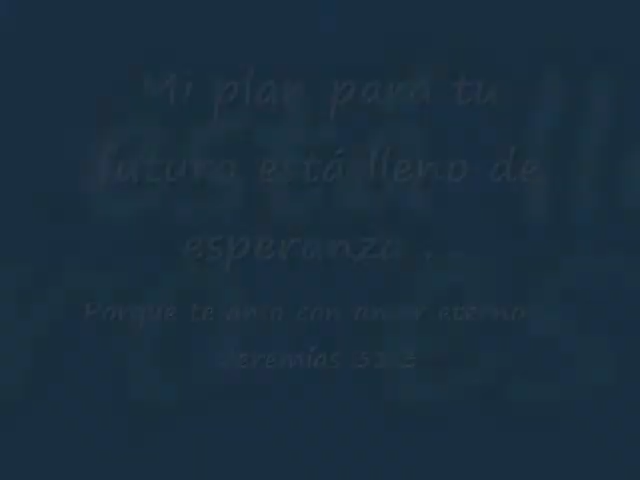 Mi plan para tu
futuro está lleno de
esperanza .
Porque te amo con amor eterno
Jeremías 31:3